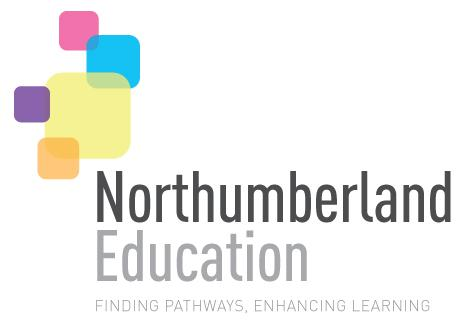 Northumberland
Education
FINDING PATHWAYS, ENHANCING LEARNING